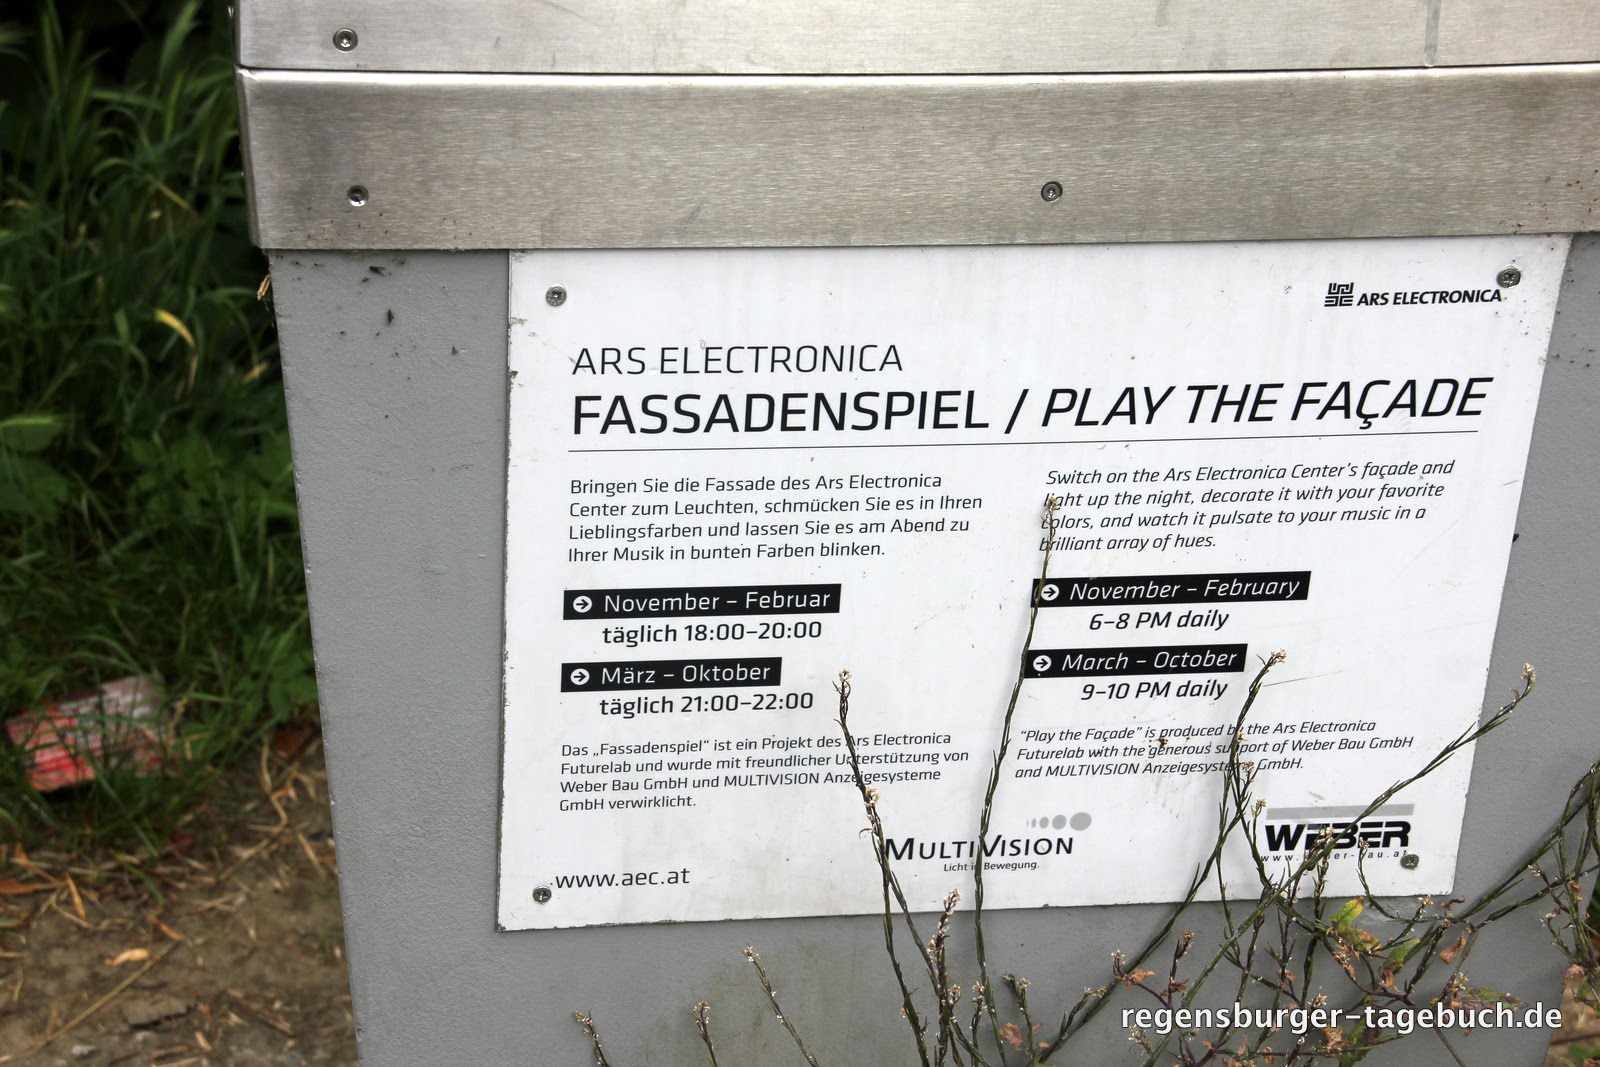 ARS ELECTRONICA
ARS ELECTRONICA
FASSADENSPIEL / PLAY THE FAÇADE
Bringen Sie die Fassade des Ars Electronica
Center zum Leuchten, schmücken Sie es in Ihren
Lieblingsfarben und lassen Sie es am Abend zu
Ihrer Musik in bunten Farben blinken.
November – Februar
täglich 18:00–20:00
März – Oktober
täglich 21:00–22:00
Das „Fassadenspiel“ ist ein Projekt des Ars Electronica
Futurelab und wurde mit freundlicher Unterstützung von
Weber Bau GmbH und MULTIVISION Anzeigesysteme
GmbH verwirklicht.
www.aec.at
Switch on the Ars Electronica Center's façade and
light up the night, decorate it with your favorite
colors, and watch it pulsate to your music in a
brilliant array of hues.
November – February
6–8 PM daily
March – October
9–10 PM daily
“Play the Façade” is produced by the Ars Electronica
Futurelab with the generous support of Weber Bau GmbH
and MULTIVISION Anzeigesysteme GmbH.
MULTIVISION
Licht in Bewegung.
WEBER
www.weber-bau.at
regensburger-tagebuch.de